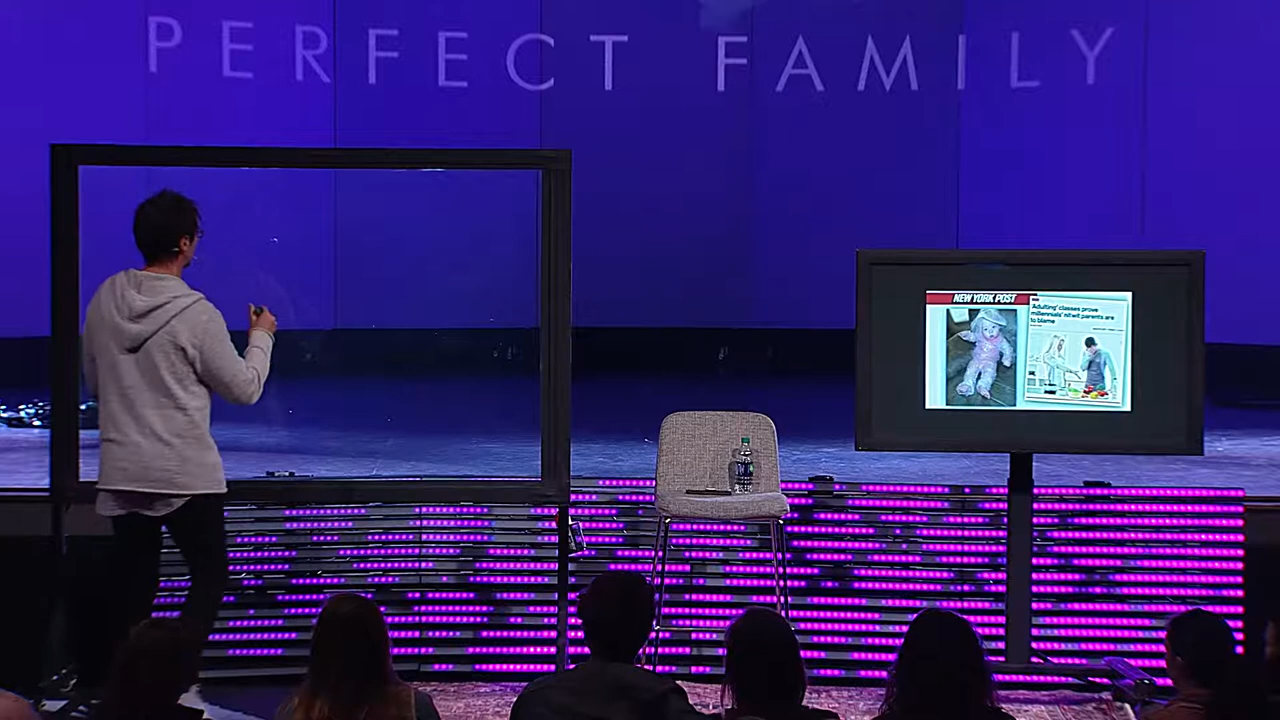 PERFECT FAMILY
NEW YORK POST
'Adulting' classes prove
millennials' nitwit parents are
to blame